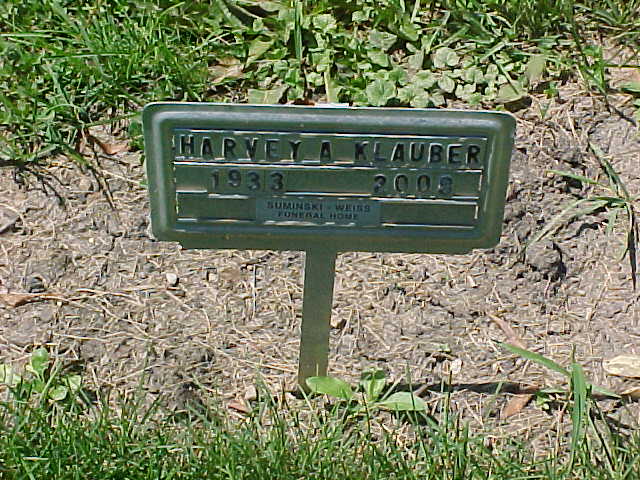 HARVEY A KLAUBER
1933 2008
SUMINSKI - WEISS
FUNERAL HOME